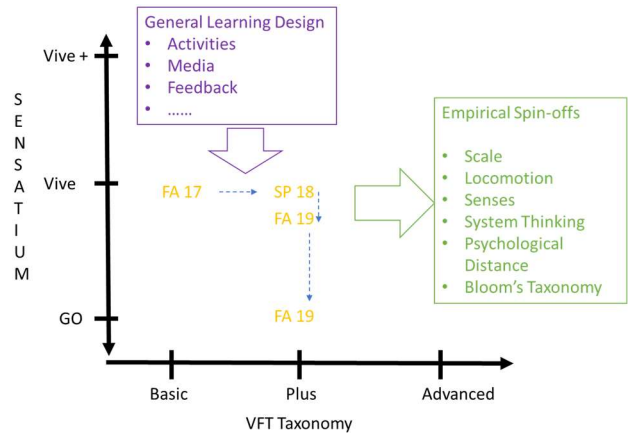 General Learning Design
• Activities
• Media
• Feedback
• ......
Vive +
SENSATIUM
Vive
GO
FA 17
SP 18
FA 19
FA 19
Empirical Spin-offs
• Scale
• Locomotion
• Senses
• System Thinking
• Psychological
Distance
• Bloom's Taxonomy
Basic
Plus
Advanced
VFT Taxonomy